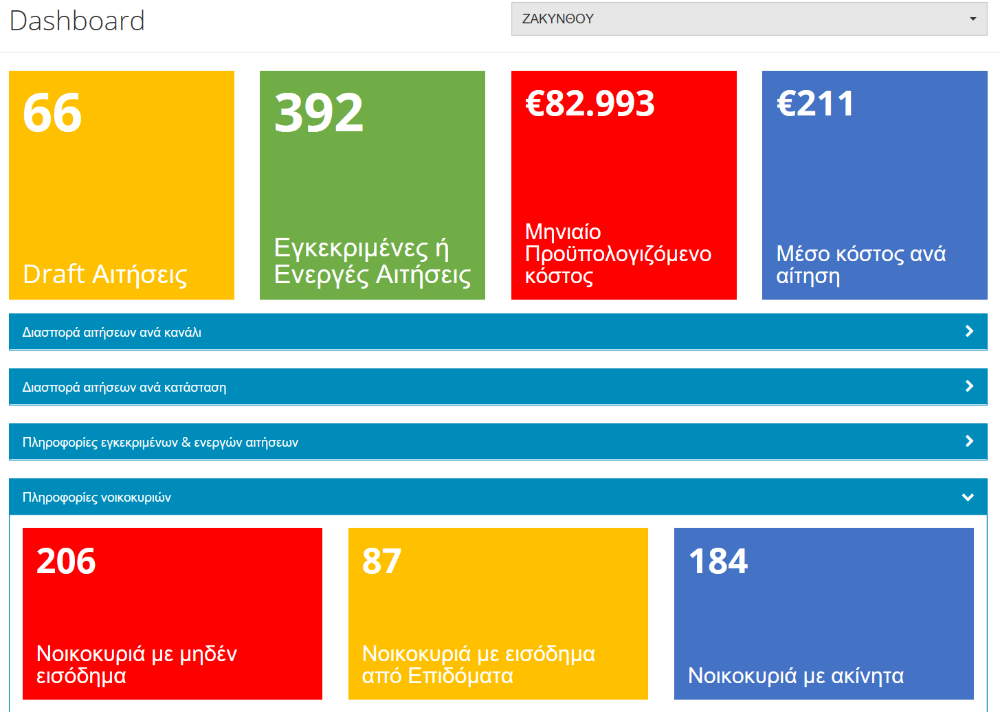 Dashboard
ΖΑΚΥΝΘΟΥ
66
Draft Αιτήσεις
392
Εγκεκριμένες ή
Ενεργές Αιτήσεις
€82.993
Μηνιαίο
Προϋπολογιζόμενο
κόστος
€211
Μέσο κόστος ανά
αίτηση
Διασπορά αιτήσεων ανά κανάλι
Διασπορά αιτήσεων ανά κατάσταση
Πληροφορίες εγκεκριμένων & ενεργών αιτήσεων
Πληροφορίες νοικοκυριών
206
Νοικοκυριά με μηδέν
εισόδημα
87
Νοικοκυριά με εισόδημα
από Επιδόματα
184
Νοικοκυριά με ακίνητα